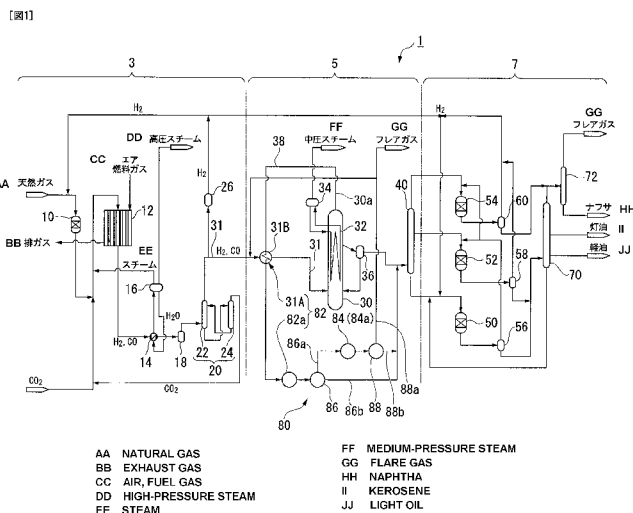 [図1]
1
3
5
7
H₂
DD 高圧スチーム
FF
中圧スチーム
GG
フレアガス
GG
フレアガス
CC エア
燃料ガス
AA 天然ガス
10
12
BB 排ガス
EE
スチーム
16
H₂O
14
18
H₂, CO
CO₂
CO₂
H₂
26
31
H₂, CO
22
24
20
38
34
30a
31B
32
31
36
30
31A
82
82a
84 (84a)
86a
86
86b
88
88a
88b
80
40
H₂
54
60
52
58
50
56
70
72
HH
ナフサ
灯油 II
軽油 JJ
AA NATURAL GAS
BB EXHAUST GAS
CC AIR, FUEL GAS
DD HIGH-PRESSURE STEAM
EE STEAM
FF MEDIUM-PRESSURE STEAM
GG FLARE GAS
HH NAPHTHA
II KEROSENE
JJ LIGHT OIL